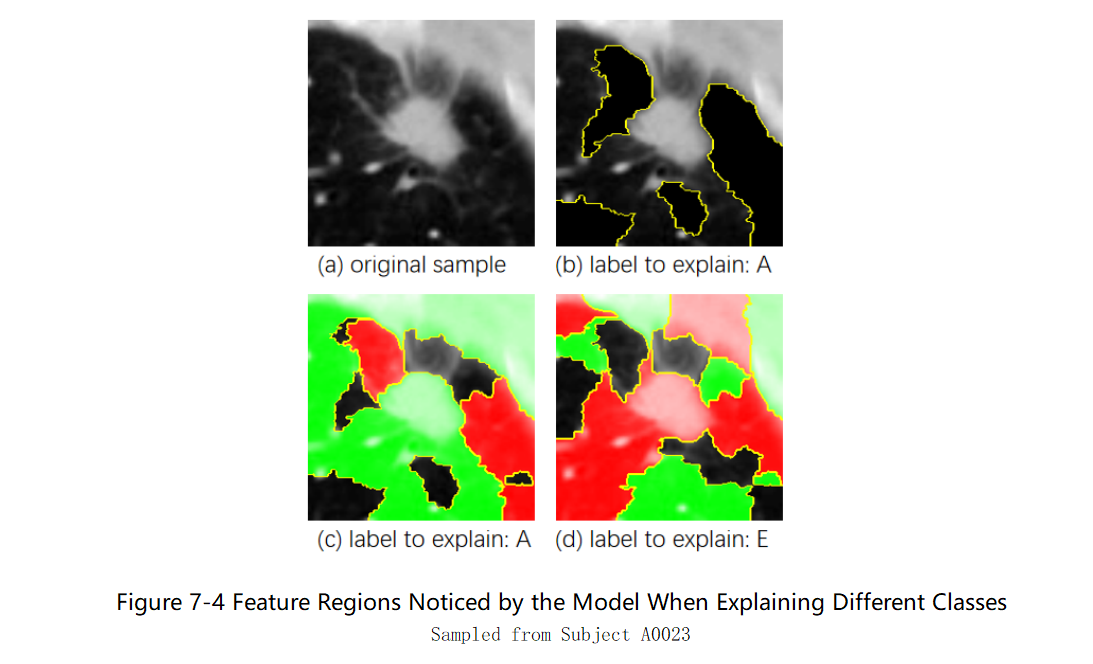 (a) original sample
(b) label to explain: A
(c) label to explain: A
(d) label to explain: E
Figure 7-4 Feature Regions Noticed by the Model When Explaining Different Classes
Sampled from Subject A0023